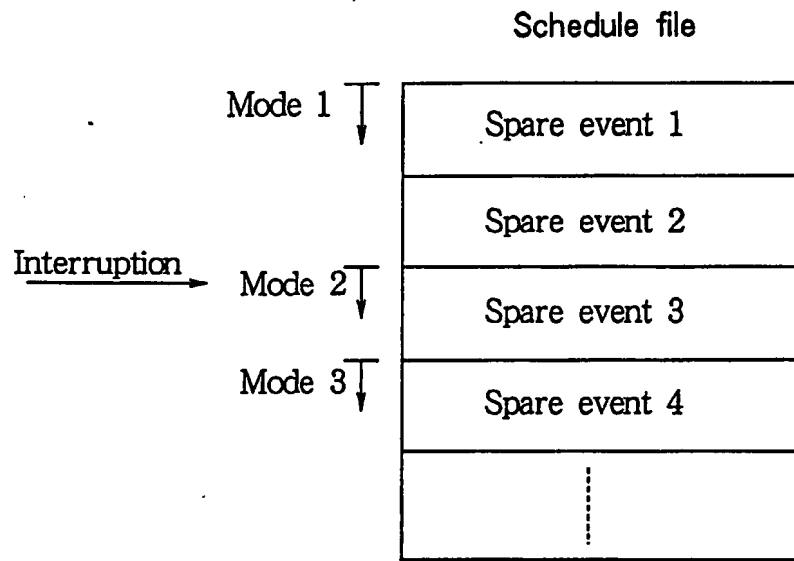 Schedule file
Mode 1
Spare event 1
Spare event 2
Interruption
Mode 2
Spare event 3
Mode 3
Spare event 4